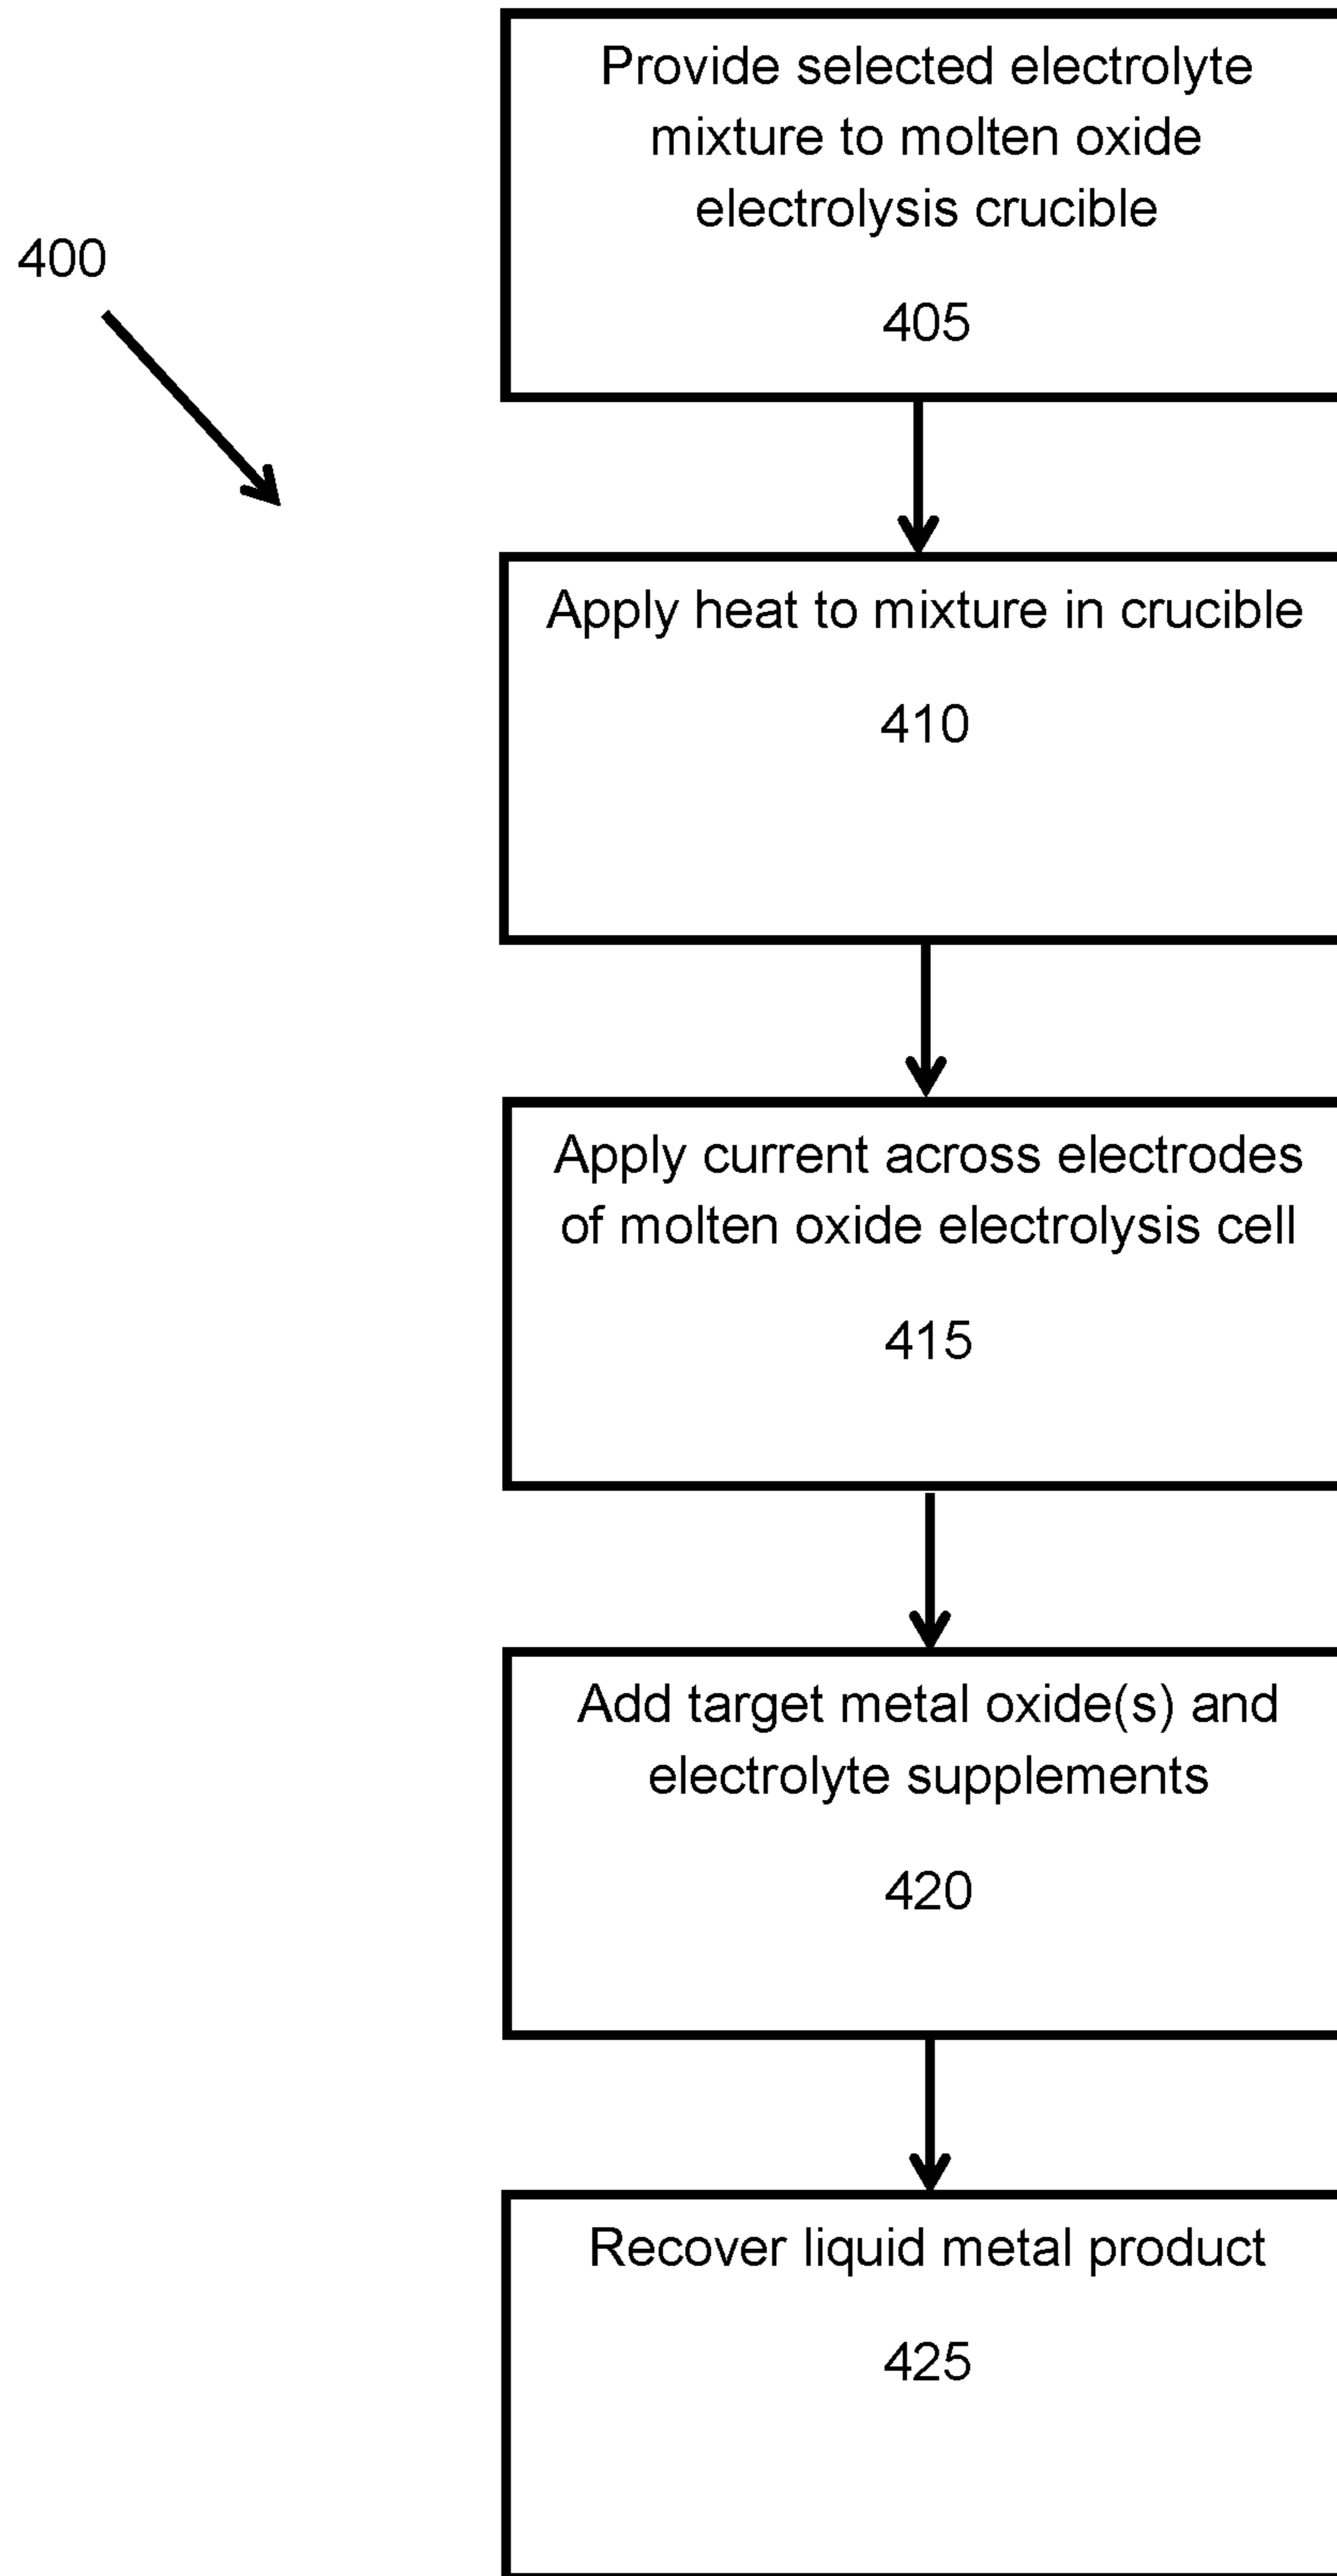 Provide selected electrolyte
mixture to molten oxide
electrolysis crucible
400
405
Apply heat to mixture in crucible
410
Apply current across electrodes
of molten oxide electrolysis cell
415
Add target metal oxide(s) and
electrolyte supplements
420
Recover liquid metal product
425